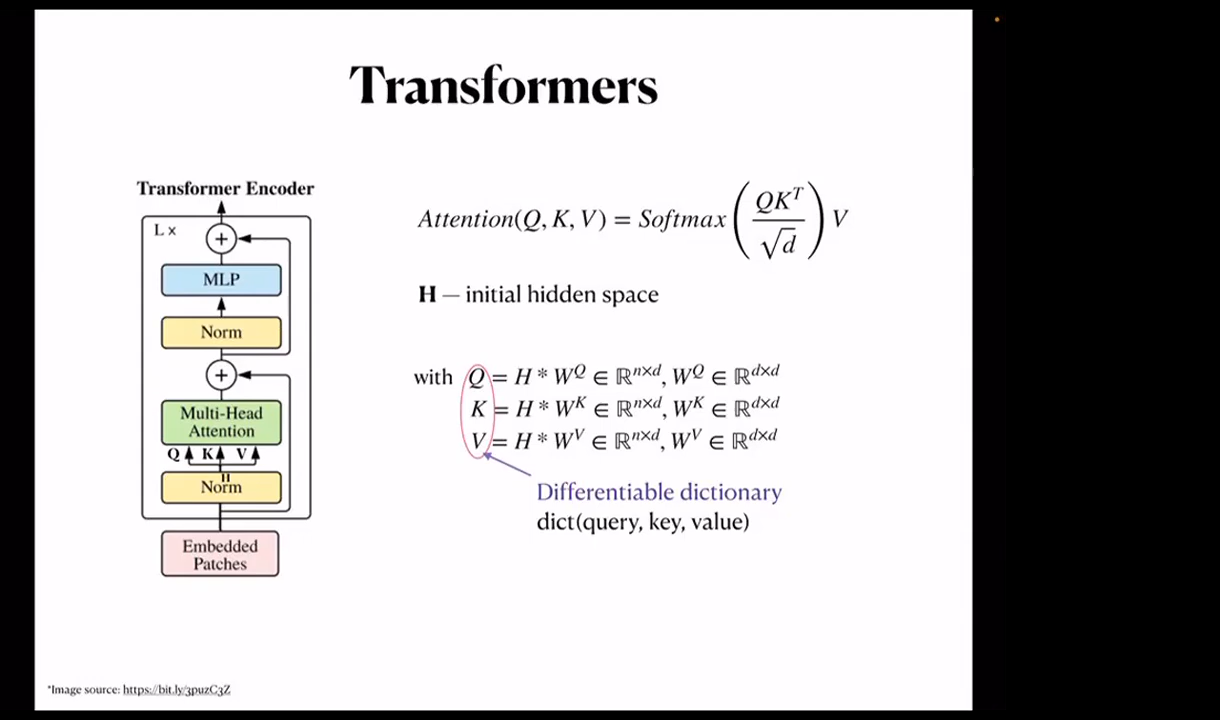 Transformers
Transformer Encoder
L ×
+
MLP
Norm
+
Multi-Head
Attention
Q K V
H
Norm
Embedded
Patches
Attention(Q, K, V) = Softmax(QK^T / √d) V
H — initial hidden space
with Q = H * W^Q ∈ ℝ^{n×d}, W^Q ∈ ℝ^{d×d}
K = H * W^K ∈ ℝ^{n×d}, W^K ∈ ℝ^{d×d}
V = H * W^V ∈ ℝ^{n×d}, W^V ∈ ℝ^{d×d}
Differentiable dictionary
dict(query, key, value)
*Image source: https://bit.ly/3puzC3Z